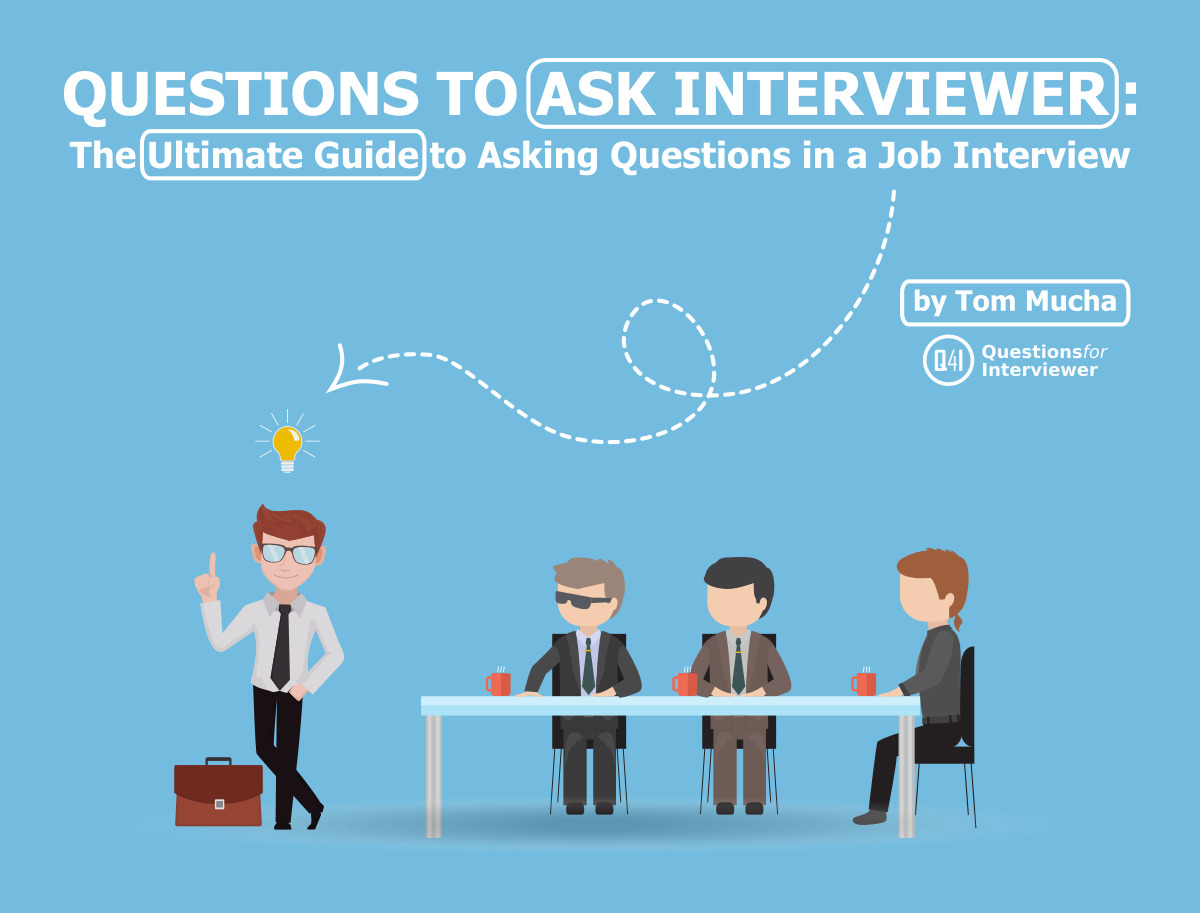 QUESTIONS TO ASK INTERVIEWER:
The Ultimate Guide to Asking Questions in a Job Interview
by Tom Mucha
Q4I
Questionsfor
Interviewer